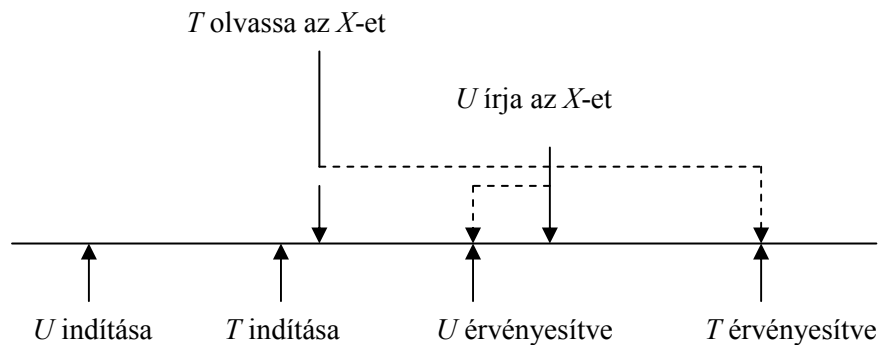 T olvassa az X-et
U írja az X-et
U indítása T indítása U érvényesítve T érvényesítve